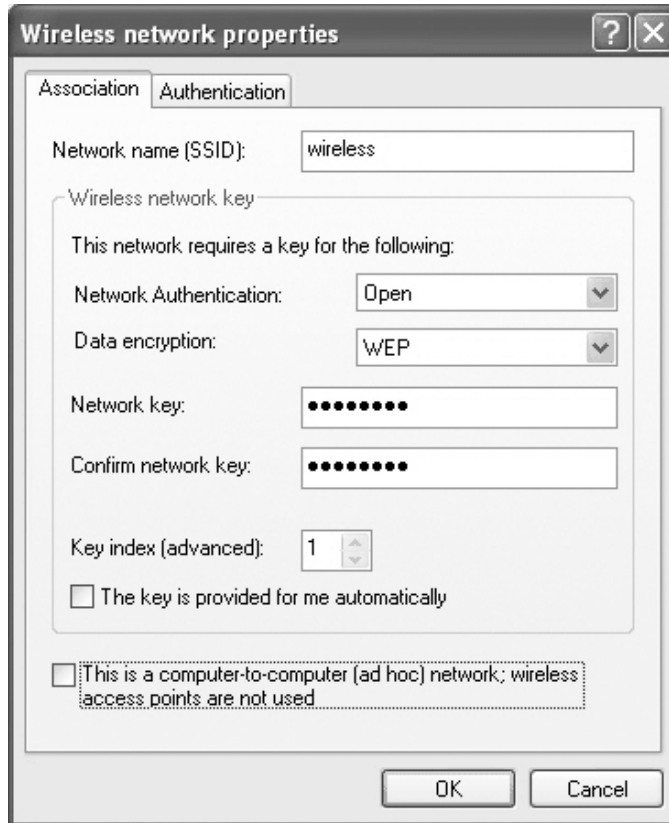 Wireless network properties
Association Authentication
Network name (SSID): wireless
Wireless network key
This network requires a key for the following:
Network Authentication: Open
Data encryption: WEP
Network key: ••••••••
Confirm network key: ••••••••
Key index (advanced): 1
The key is provided for me automatically
This is a computer-to-computer (ad hoc) network; wireless
access points are not used
OK Cancel